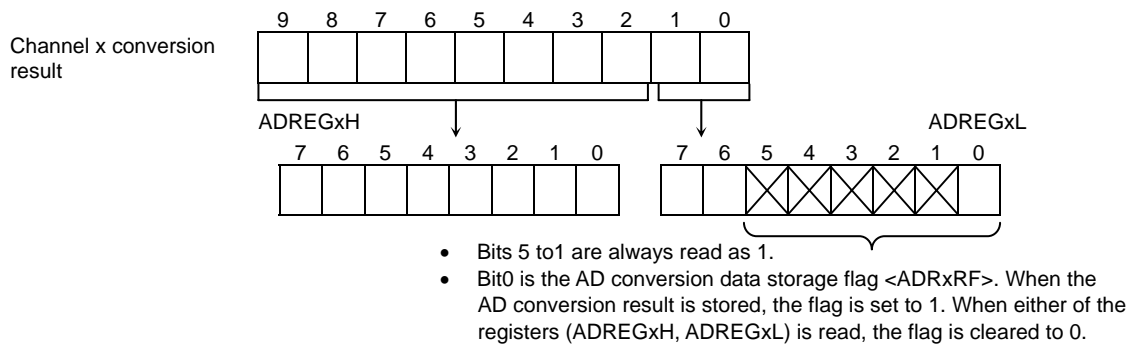 9 8 7 6 5 4 3 2 1 0
Channel x conversion
result
ADREGxH
ADREGxL
7 6 5 4 3 2 1 0
7 6 5 4 3 2 1 0
• Bits 5 to1 are always read as 1.
• Bit0 is the AD conversion data storage flag <ADRxRF>. When the
AD conversion result is stored, the flag is set to 1. When either of the
registers (ADREGxH, ADREGxL) is read, the flag is cleared to 0.